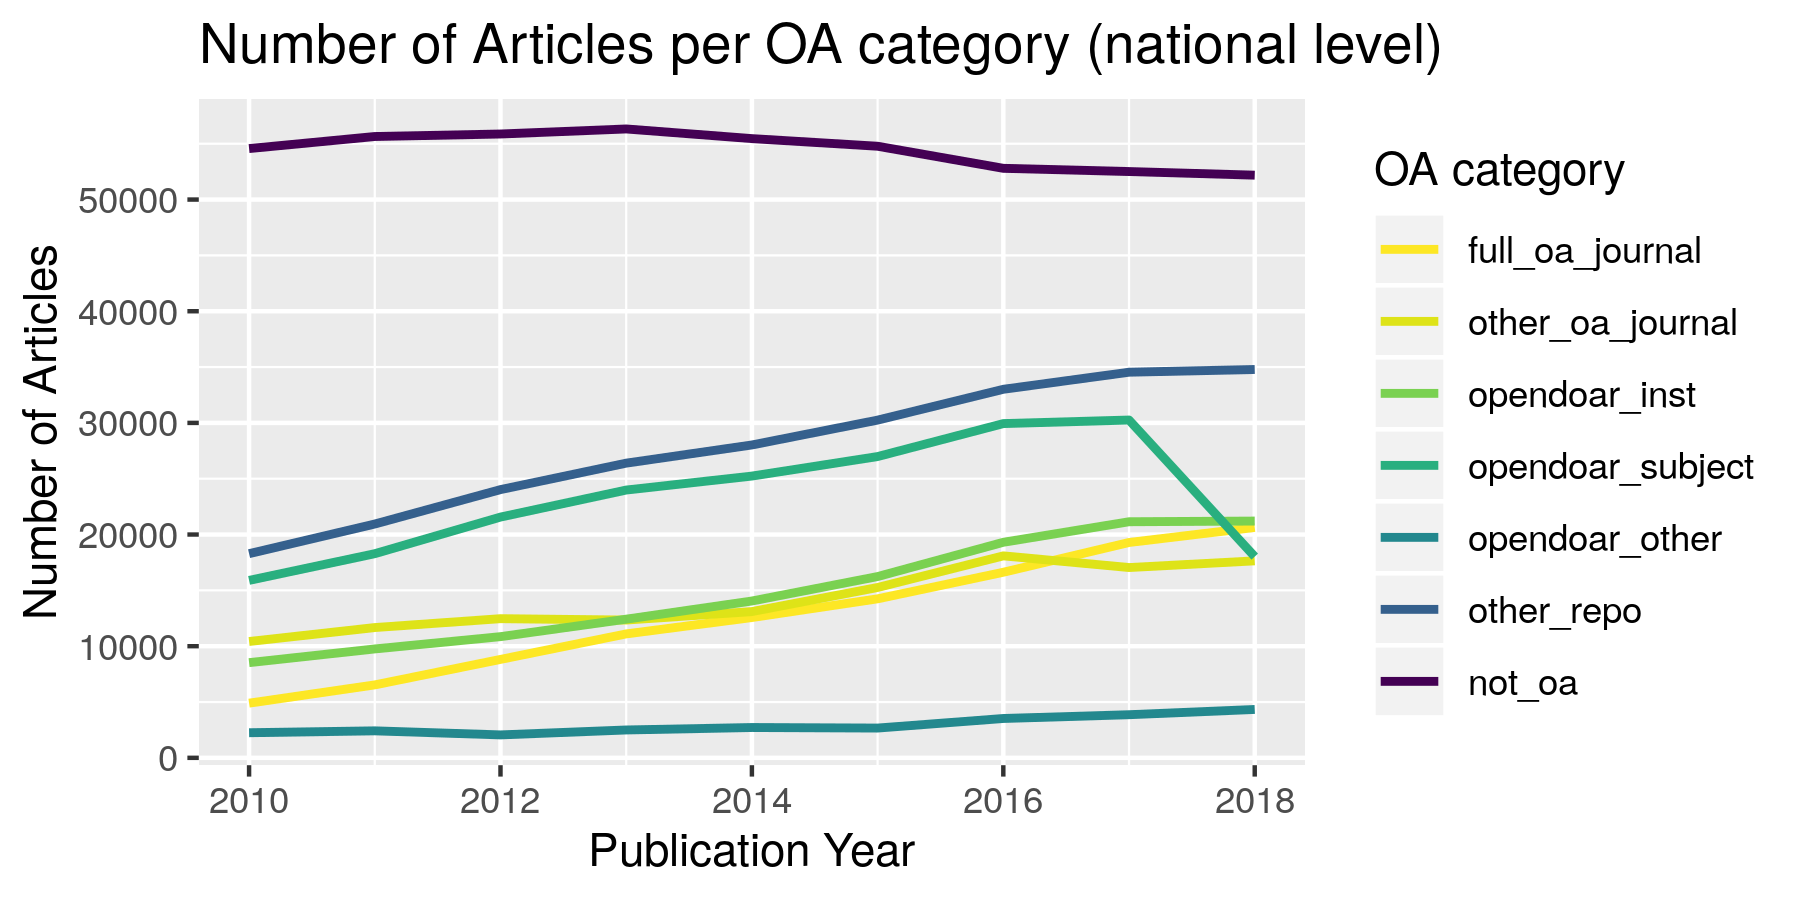 Number of Articles per OA category (national level)
Number of Articles
50000
40000
30000
20000
10000
0
2010 2012 2014 2016 2018
Publication Year
OA category
full_oa_journal
other_oa_journal
opendoar_inst
opendoar_subject
opendoar_other
other_repo
not_oa